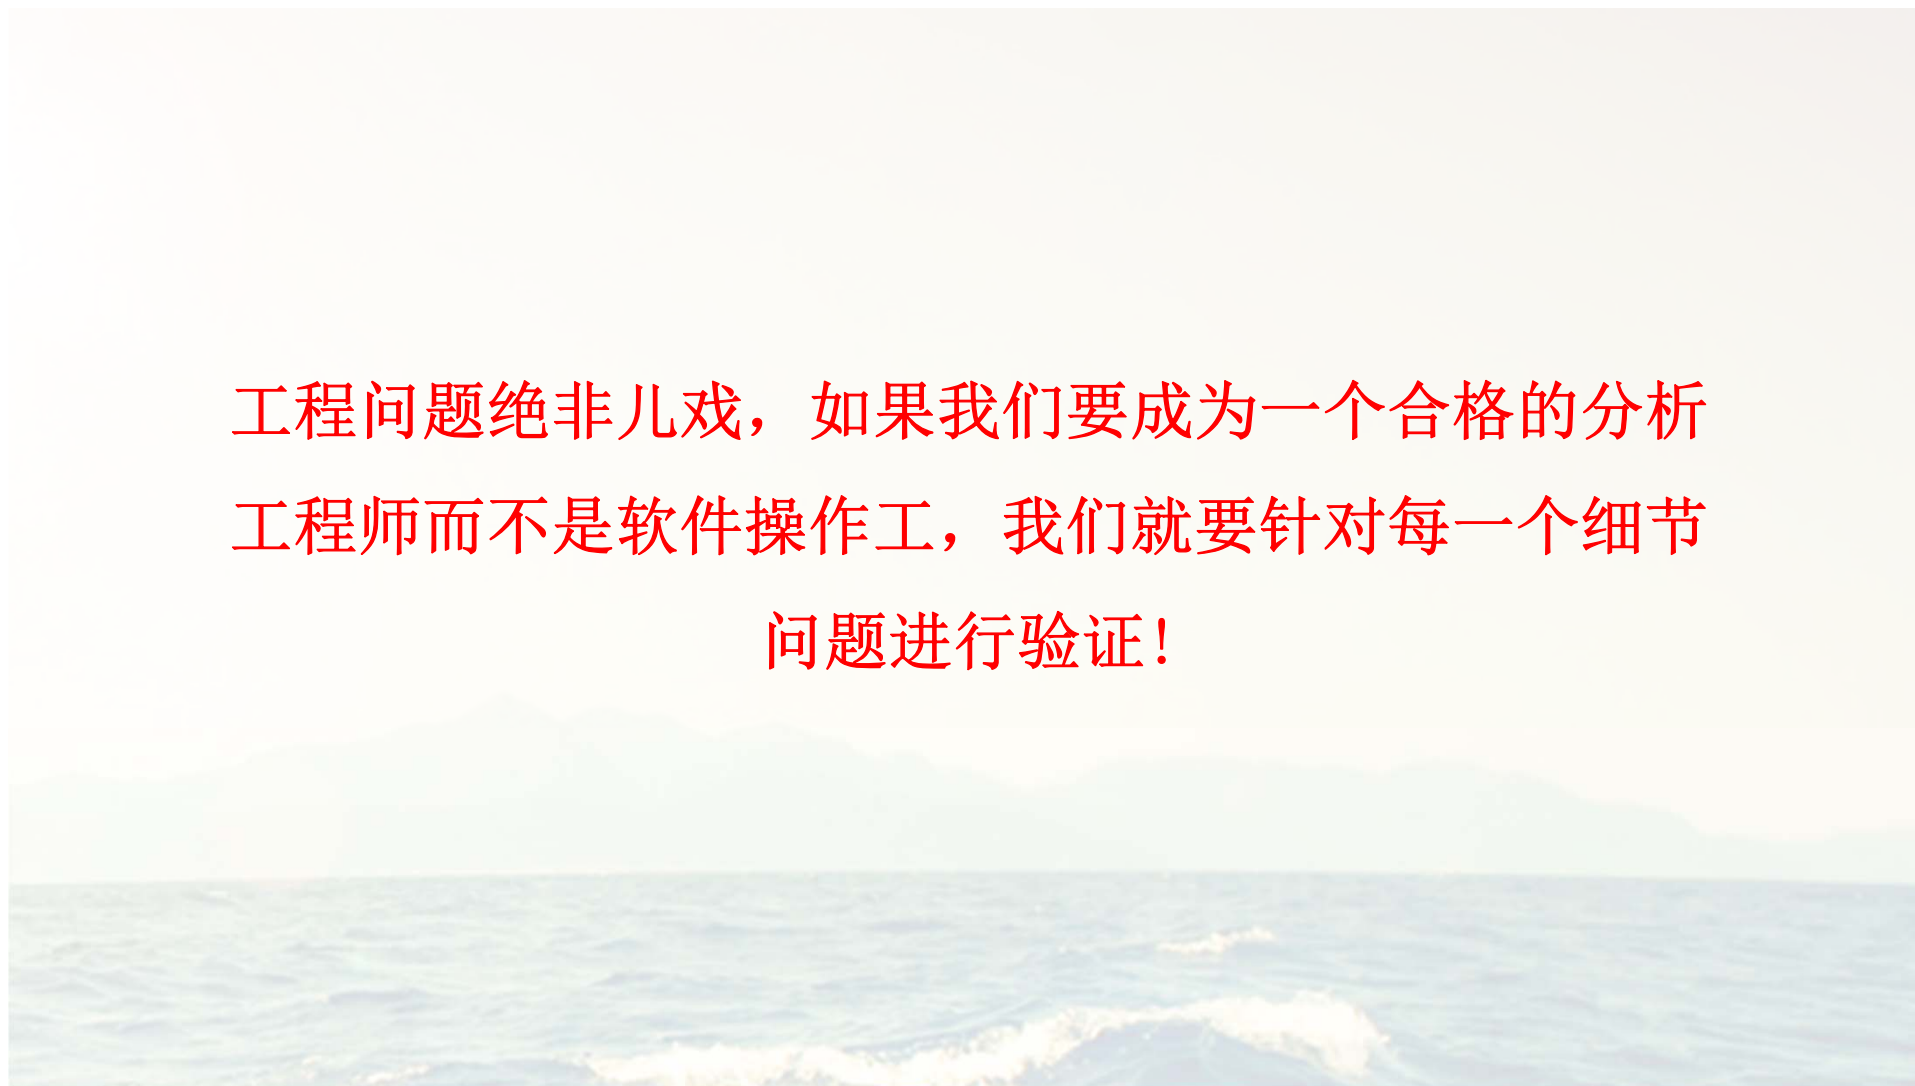 工程问题绝非儿戏，如果我们要成为一个合格的分析
工程师而不是软件操作工，我们就要针对每一个细节
问题进行验证！